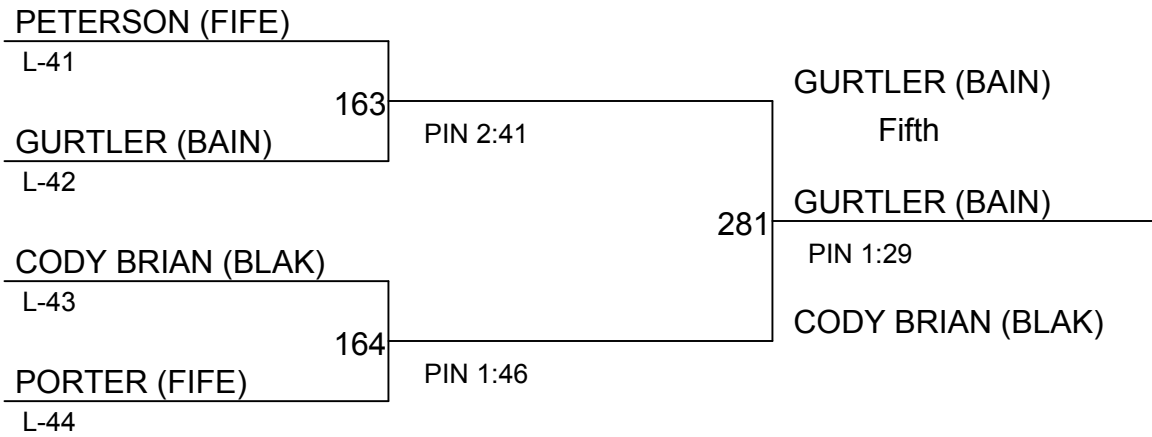 PETERSON (FIFE)
L-41
163
GURTLER (BAIN)
L-42
PIN 2:41
CODY BRIAN (BLAK)
L-43
164
PORTER (FIFE)
L-44
PIN 1:46
GURTLER (BAIN)
Fifth
281
GURTLER (BAIN)
PIN 1:29
CODY BRIAN (BLAK)